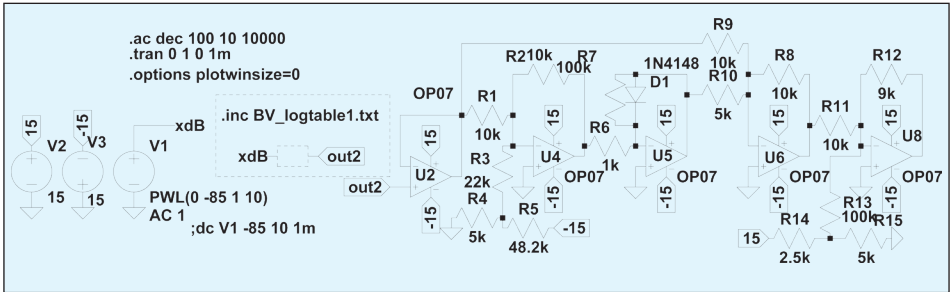 .ac dec 100 10 10000
.tran 0 1 0 1m
.options plotwinsize=0
.inc BV_logtable1.txt
xdB
xdB
out2
out2
15
V2
15
-15
V3
15
V1
PWL(0 -85 1 10)
AC 1
;dc V1 -85 10 1m
OP07
15
U2
-15
R1
10k
R2
10k
R3
22k
R4
5k
R5
48.2k
-15
15
U4
OP07
-15
R6
1k
R7
100k
1N4148
D1
15
U5
OP07
-15
R9
10k
R10
5k
R8
10k
15
U6
OP07
-15
R11
10k
R12
9k
15
U8
OP07
-15
R13
100k
15
R14
2.5k
R15
5k